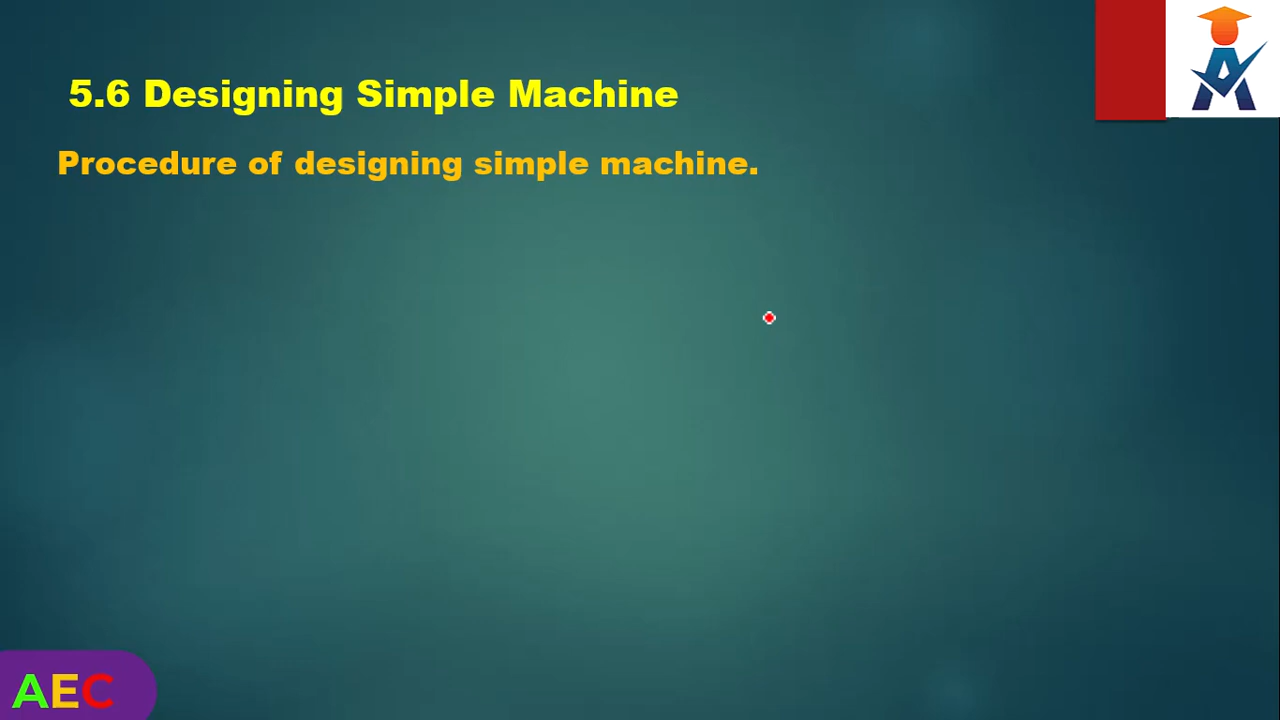 5.6 Designing Simple Machine
Procedure of designing simple machine.
AEC